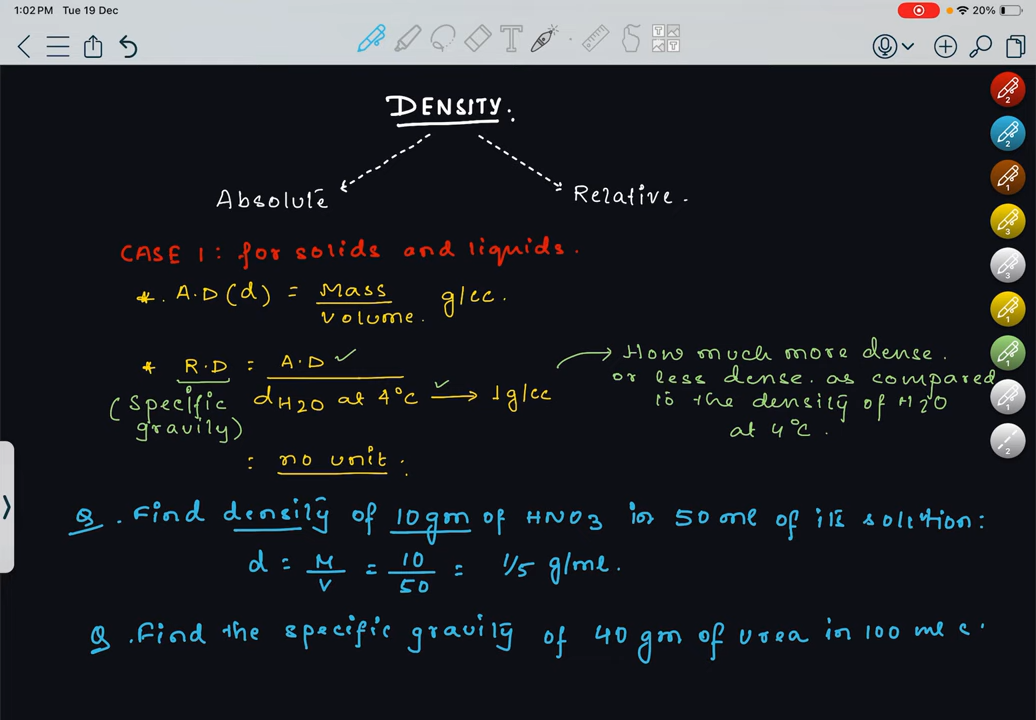 1:02 PM Tue 19 Dec
20%
DENSITY.
Absolute
Relative.
CASE 1: for solids and liquids.
*. A.D (d) = Mass / Volume. g/cc.
* R.D = A.D ✓ / dH2O at 4°C ✓ → 1g/cc
(Specific gravity)
→ How much more dense.
or less dense. as compared
to the density of H2O
at 4°C.
: no unit.
Q. Find density of 10gm of HNO3 in 50 ml of its solution:
d = M/V = 10/50 = 1/5 g/ml.
Q. Find the specific gravity of 40 gm of urea in 100 ml c.